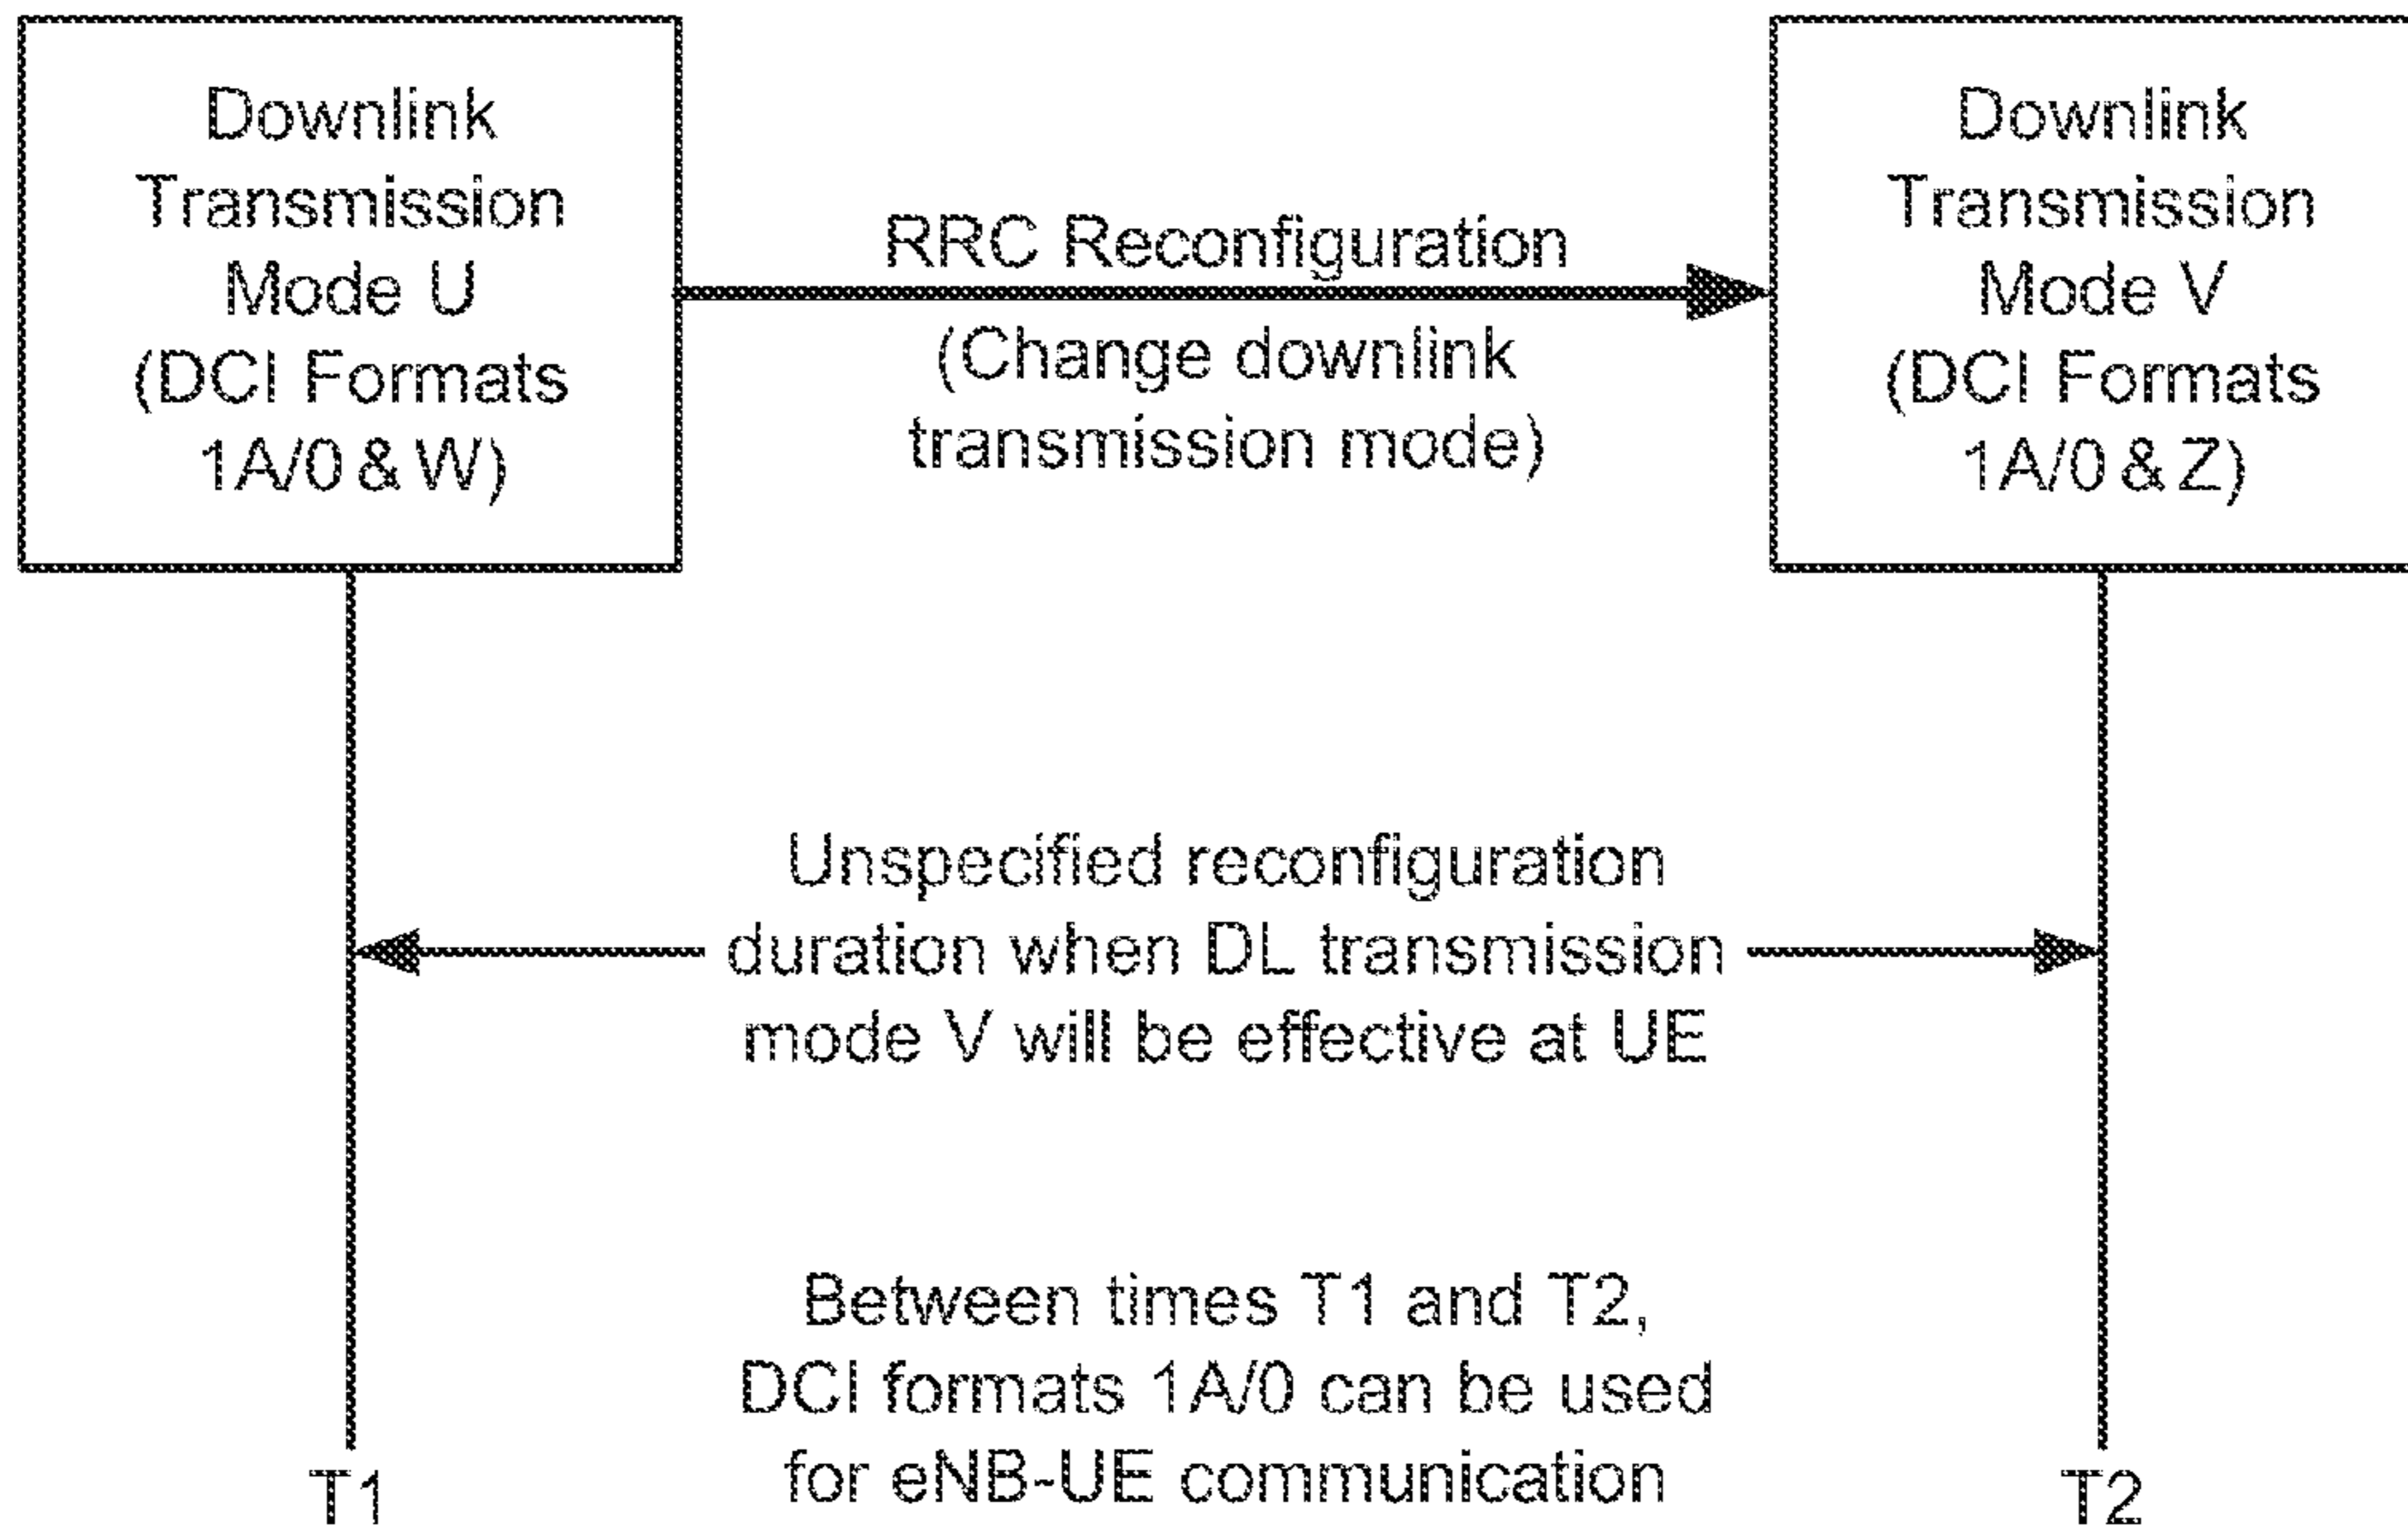 Downlink
Transmission
Mode U
(DCI Formats
1A/0 & W)
RRC Reconfiguration
(Change downlink
transmission mode)
Downlink
Transmission
Mode V
(DCI Formats
1A/0 & Z)
Unspecified reconfiguration
duration when DL transmission
mode V will be effective at UE
Between times T1 and T2,
DCI formats 1A/0 can be used
for eNB-UE communication
T1
T2